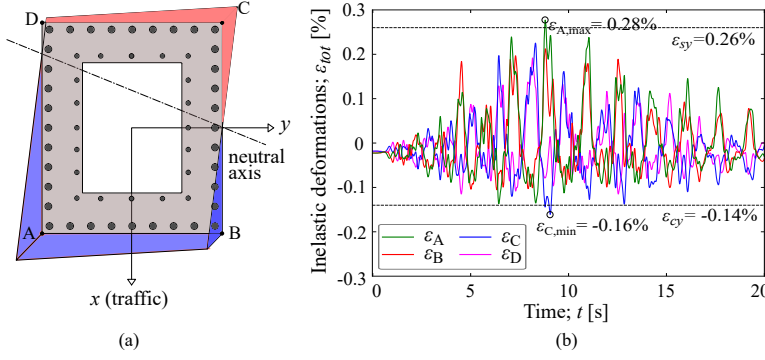 D
C
y
neutral
axis
A
B
x (traffic)
(a)
Inelastic deformations; εtot [%]
0.3
0.2
0.1
0
-0.1
-0.2
-0.3
εA,max= 0.28%
εsy= 0.26%
εC,min= -0.16%
εcy= -0.14%
εA
εC
εB
εD
0
5
10
15
20
Time; t [s]
(b)